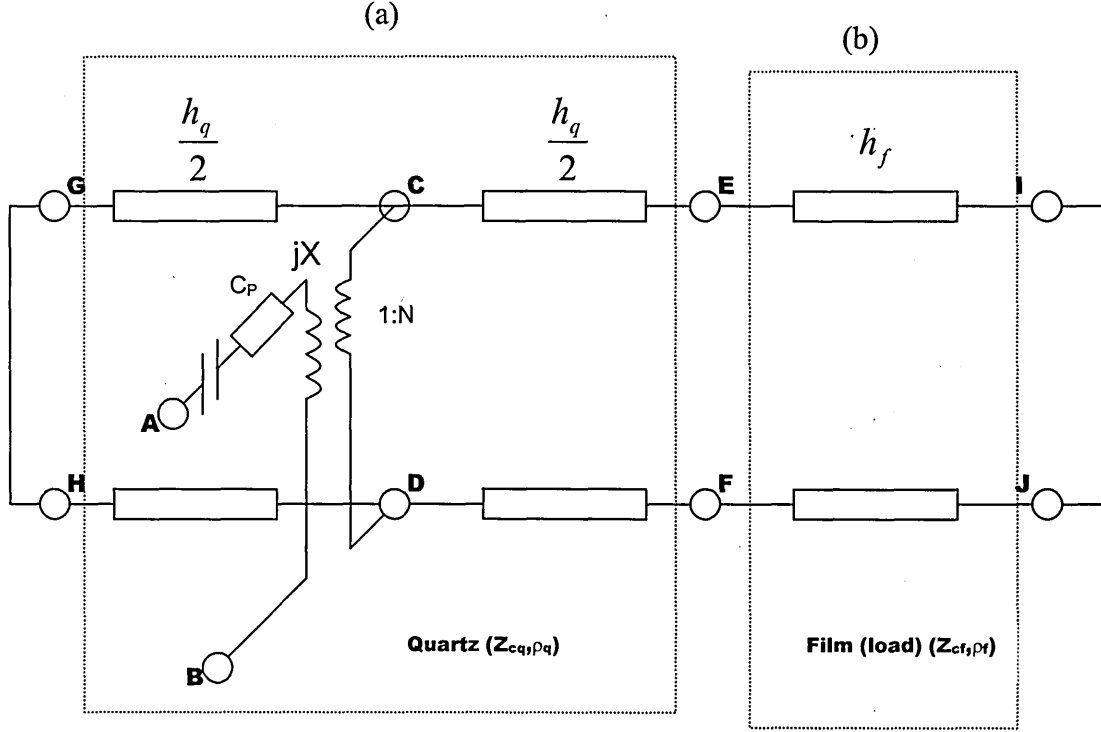 (a)
(b)
h_q/2
h_q/2
h_f
G
C
E
I
jX
C_P
1:N
A
H
D
F
J
B
Quartz (Z_cq,ρ_q)
Film (load) (Z_cf,ρ_f)